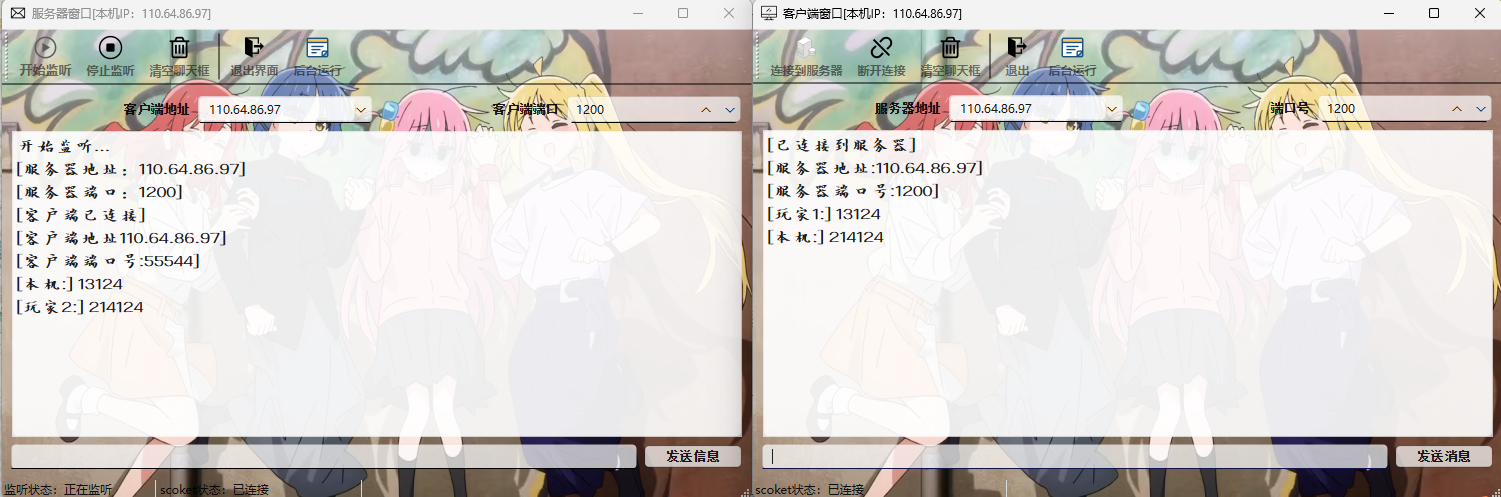 服务器窗口[本机IP：110.64.86.97]
开始监听 停止监听 清空聊天框 退出界面 后台运行
客户端地址 110.64.86.97 客户端端口 1200
开始监听...
[服务器地址：110.64.86.97]
[服务器端口：1200]
[客户端已连接]
[客户端地址110.64.86.97]
[客户端端口号:55544]
[本机:] 13124
[玩家2:] 214124
发送信息
监听状态：正在监听 scoket状态：已连接
客户端窗口[本机IP：110.64.86.97]
连接到服务器 断开连接 清空聊天框 退出 后台运行
服务器地址 110.64.86.97 端口号 1200
[已连接到服务器]
[服务器地址:110.64.86.97]
[服务器端口号:1200]
[玩家1:] 13124
[本机:] 214124
发送消息
scoket状态：已连接